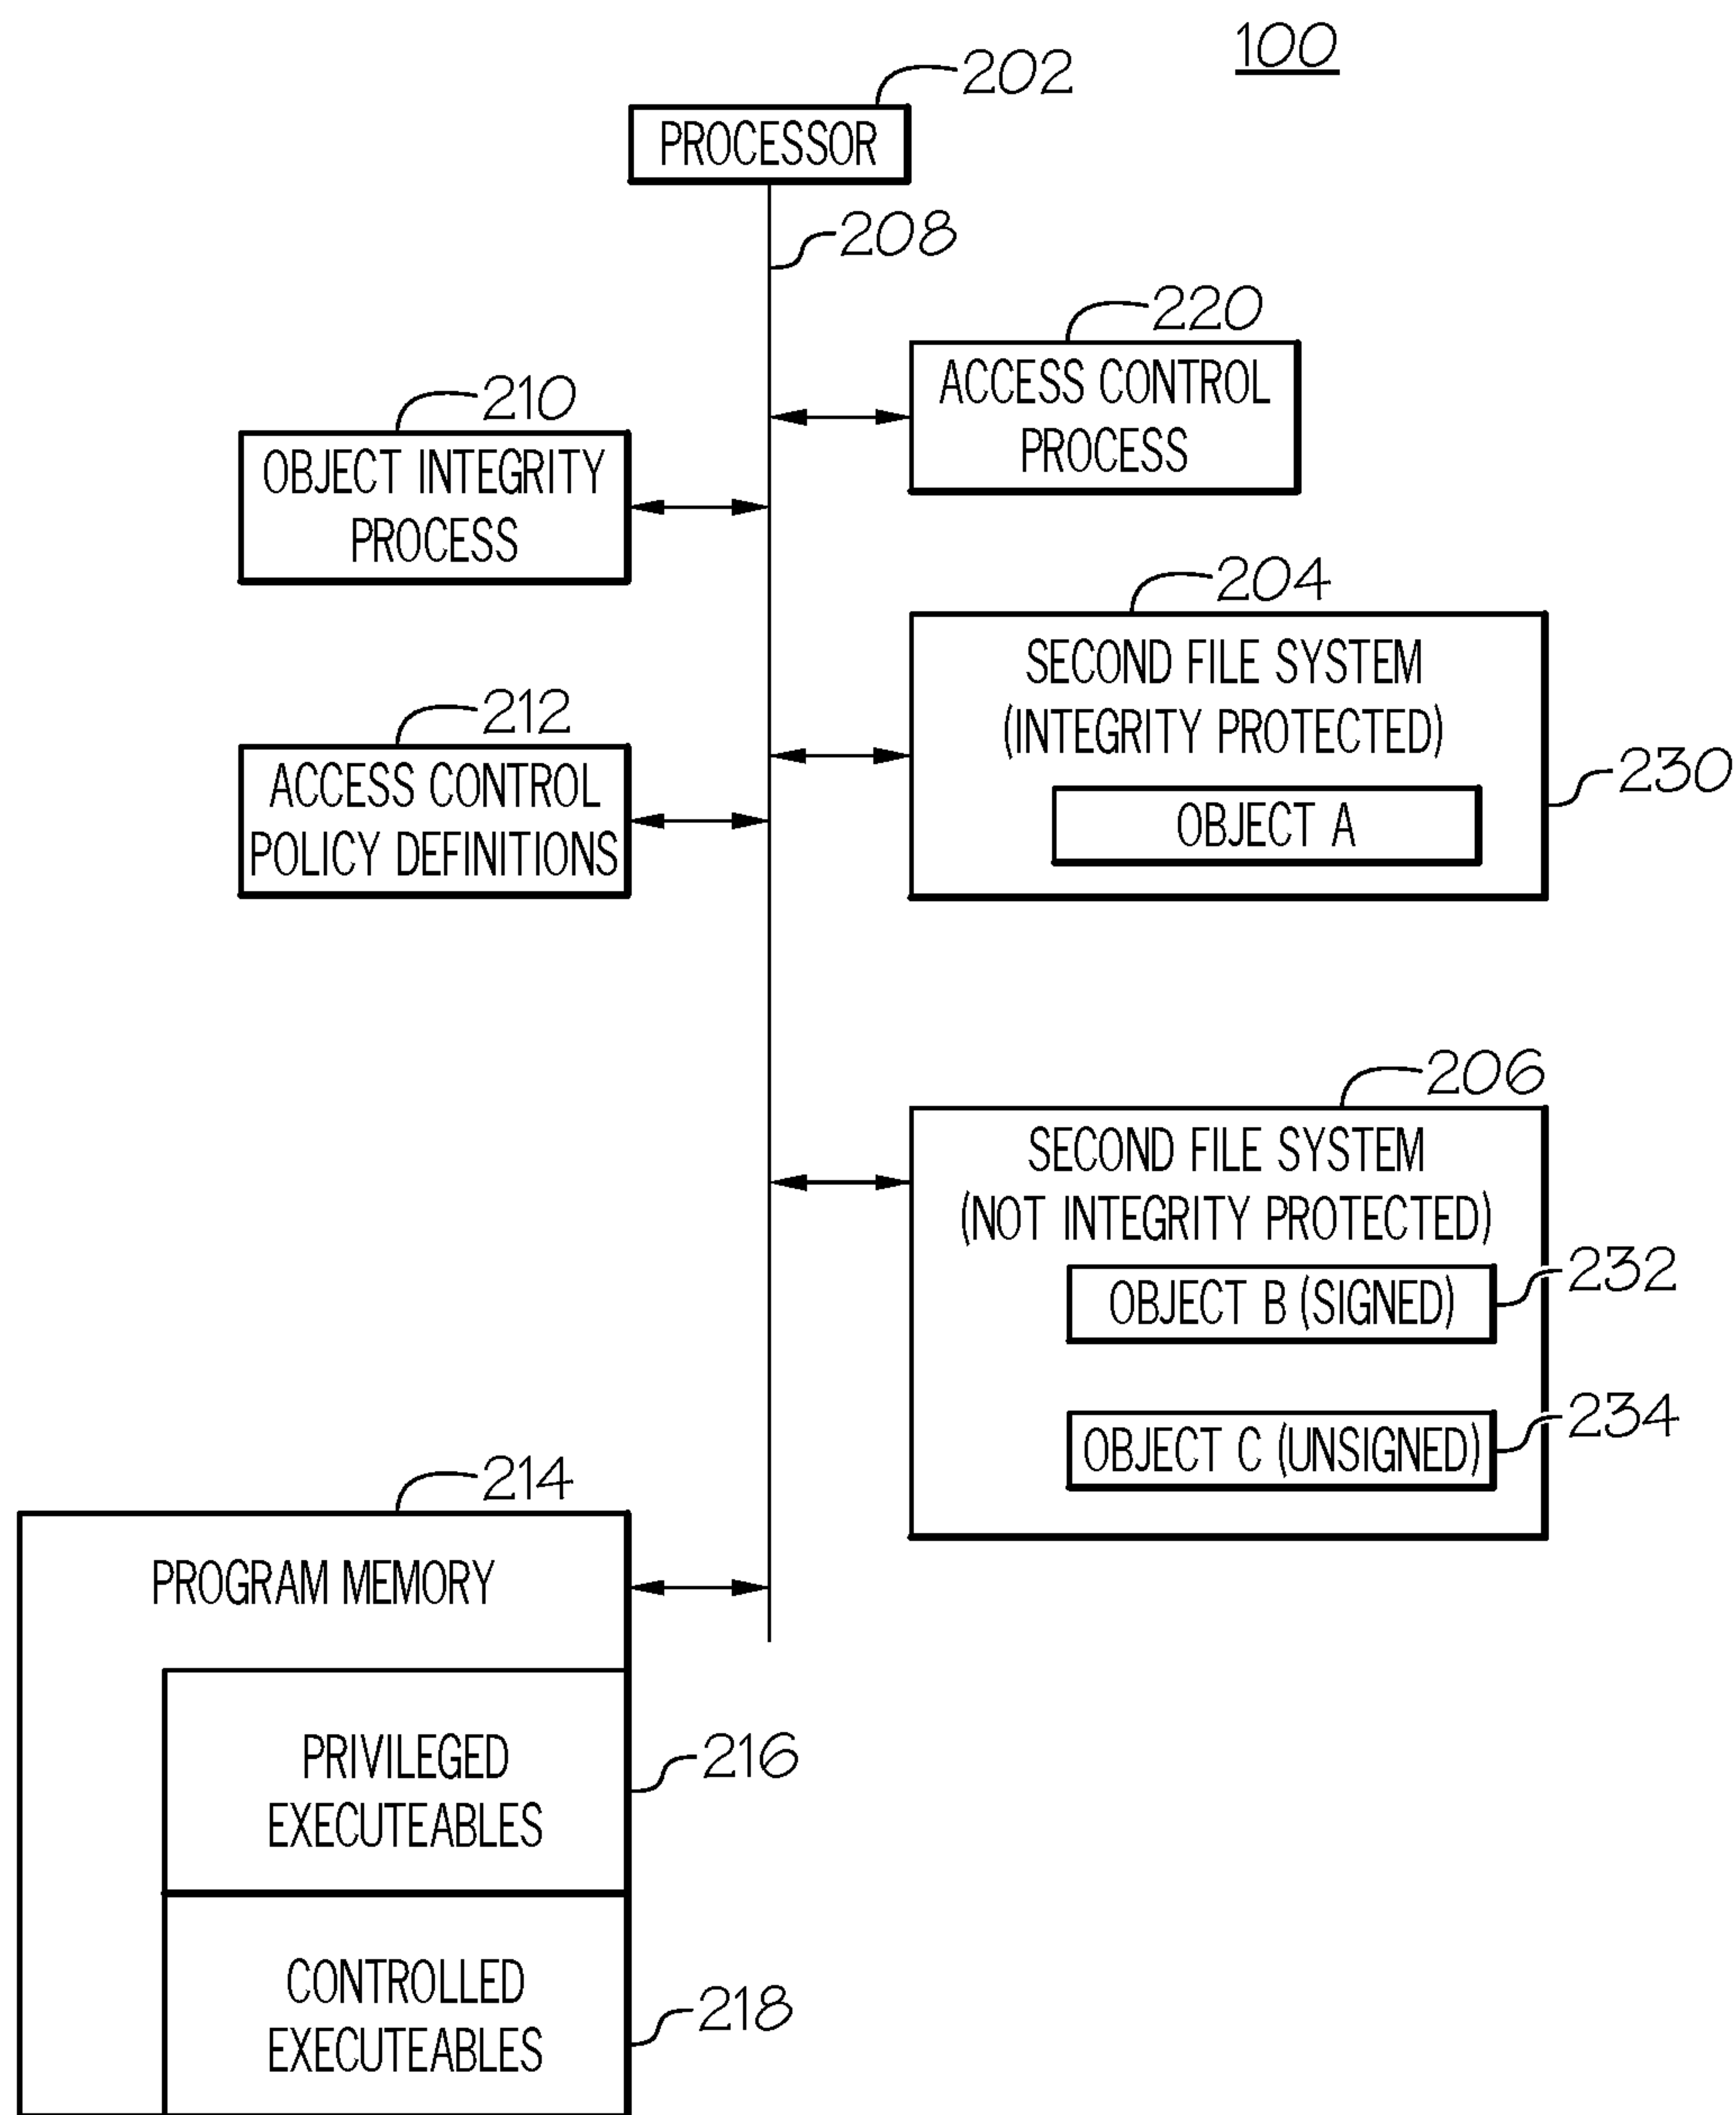 100
202
PROCESSOR
208
220
ACCESS CONTROL
PROCESS
210
OBJECT INTEGRITY
PROCESS
204
SECOND FILE SYSTEM
(INTEGRITY PROTECTED)
230
OBJECT A
212
ACCESS CONTROL
POLICY DEFINITIONS
206
SECOND FILE SYSTEM
(NOT INTEGRITY PROTECTED)
232
OBJECT B (SIGNED)
234
OBJECT C (UNSIGNED)
214
PROGRAM MEMORY
PRIVILEGED
EXECUTEABLES
216
CONTROLLED
EXECUTEABLES
218